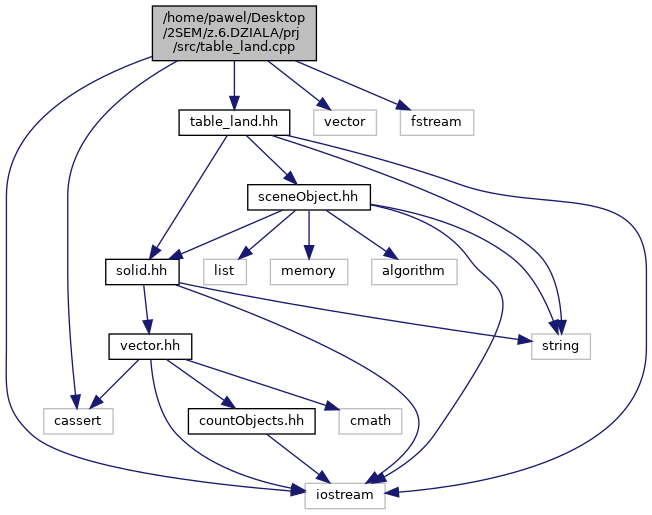 /home/pawel/Desktop
/2SEM/z.6.DZIALA/prj
/src/table_land.cpp
table_land.hh
vector
fstream
sceneObject.hh
solid.hh
list
memory
algorithm
vector.hh
string
cassert
countObjects.hh
cmath
iostream